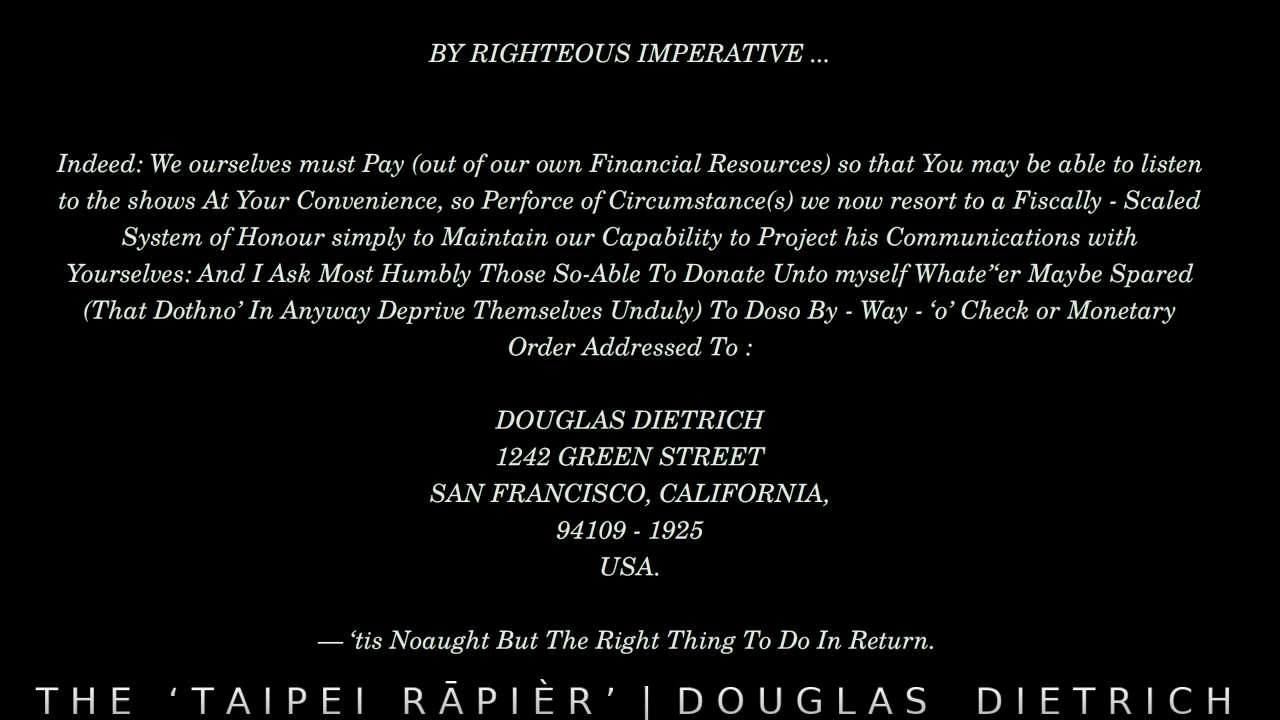 BY RIGHTEOUS IMPERATIVE ...
Indeed: We ourselves must Pay (out of our own Financial Resources) so that You may be able to listen
to the shows At Your Convenience, so Perforce of Circumstance(s) we now resort to a Fiscally - Scaled
System of Honour simply to Maintain our Capability to Project his Communications with
Yourselves: And I Ask Most Humbly Those So-Able To Donate Unto myself Whate”er Maybe Spared
(That Dothno’ In Anyway Deprive Themselves Unduly) To Doso By - Way - ‘o’ Check or Monetary
Order Addressed To :
DOUGLAS DIETRICH
1242 GREEN STREET
SAN FRANCISCO, CALIFORNIA,
94109 - 1925
USA.
— ‘tis Noaught But The Right Thing To Do In Return.
THE ‘TAIPEI RĀPIÈR’ | DOUGLAS DIETRICH